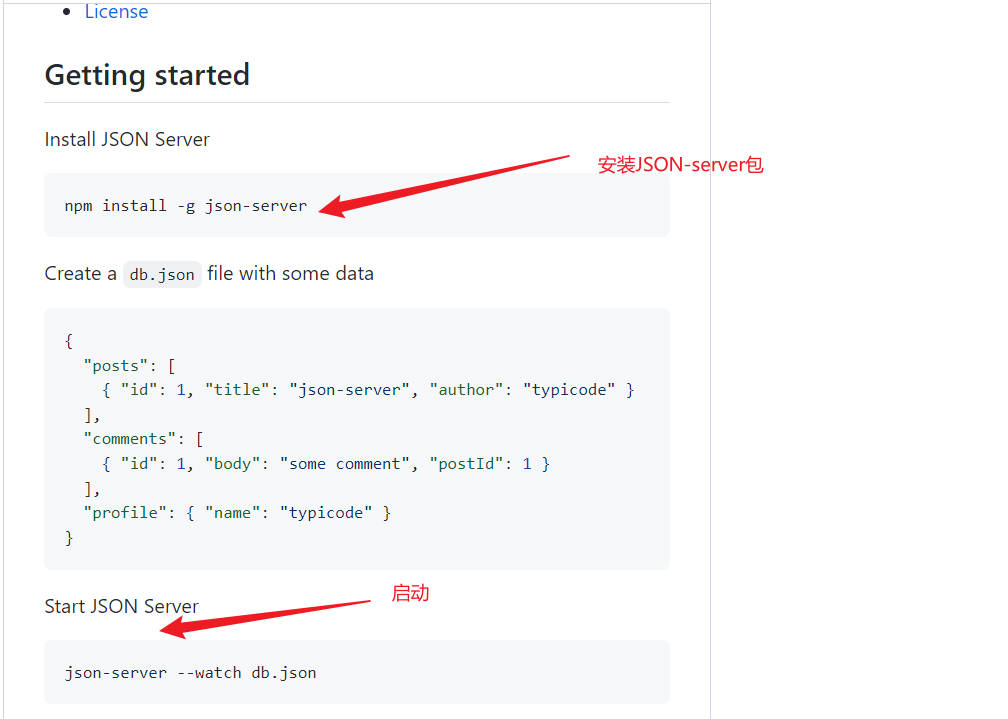 License
Getting started
Install JSON Server
安装JSON-server包
npm install -g json-server
Create a db.json file with some data
{
  "posts": [
    { "id": 1, "title": "json-server", "author": "typicode" }
  ],
  "comments": [
    { "id": 1, "body": "some comment", "postId": 1 }
  ],
  "profile": { "name": "typicode" }
}
启动
Start JSON Server
json-server --watch db.json